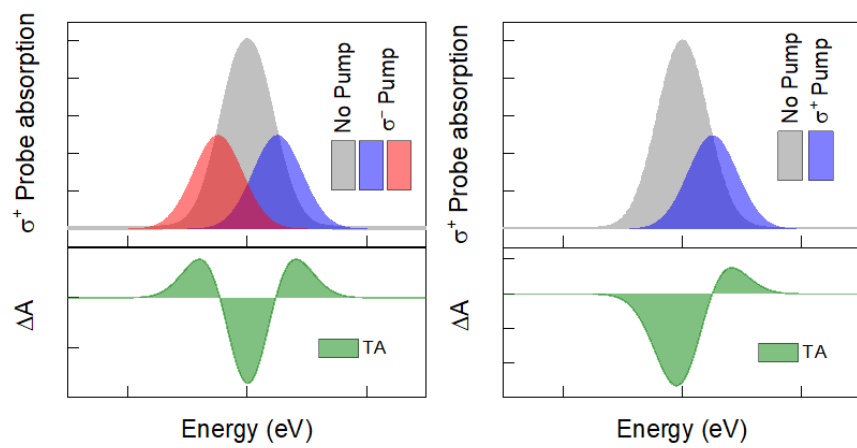 σ⁺ Probe absorption
No Pump
σ⁻ Pump
ΔA
TA
Energy (eV)
σ⁺ Probe absorption
No Pump
σ⁺ Pump
ΔA
TA
Energy (eV)